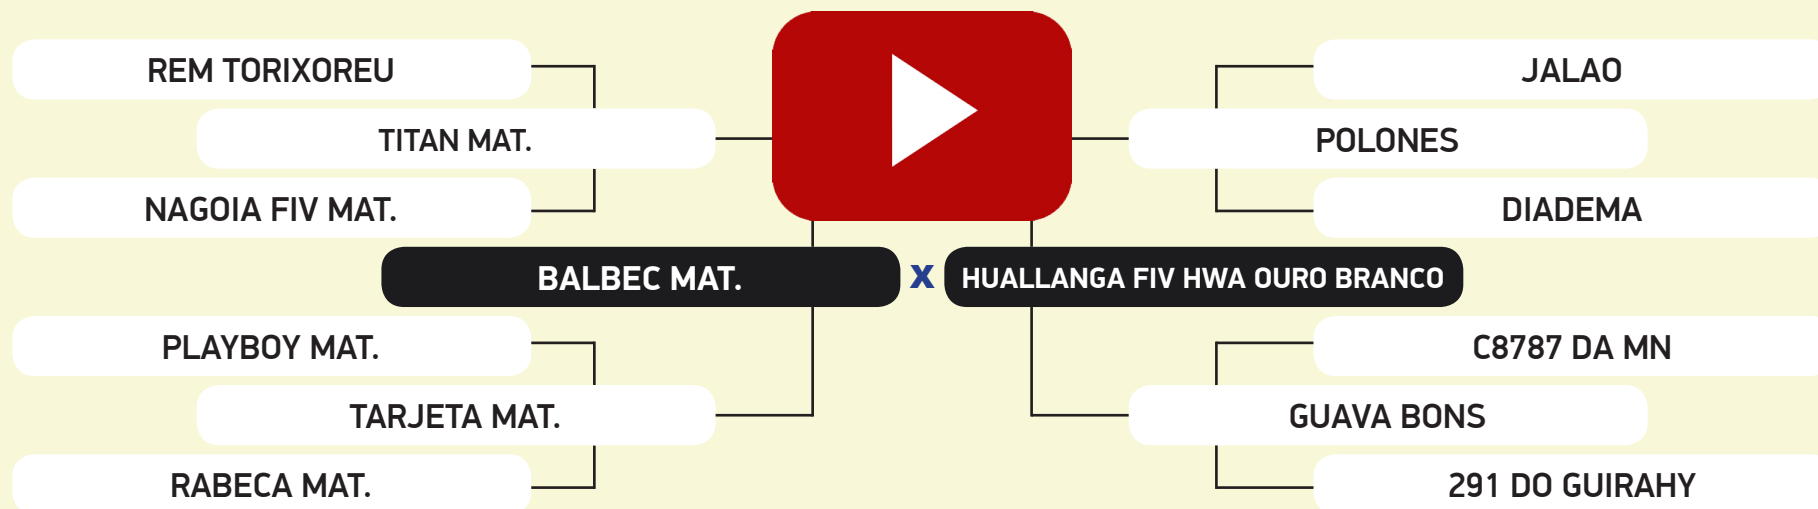 REM TORIXOREU
JALAO
TITAN MAT.
POLONES
NAGOIA FIV MAT.
DIADEMA
BALBEC MAT. X HUALLANGA FIV HWA OURO BRANCO
PLAYBOY MAT.
C8787 DA MN
TARJETA MAT.
GUAVA BONS
RABECA MAT.
291 DO GUIRAHY